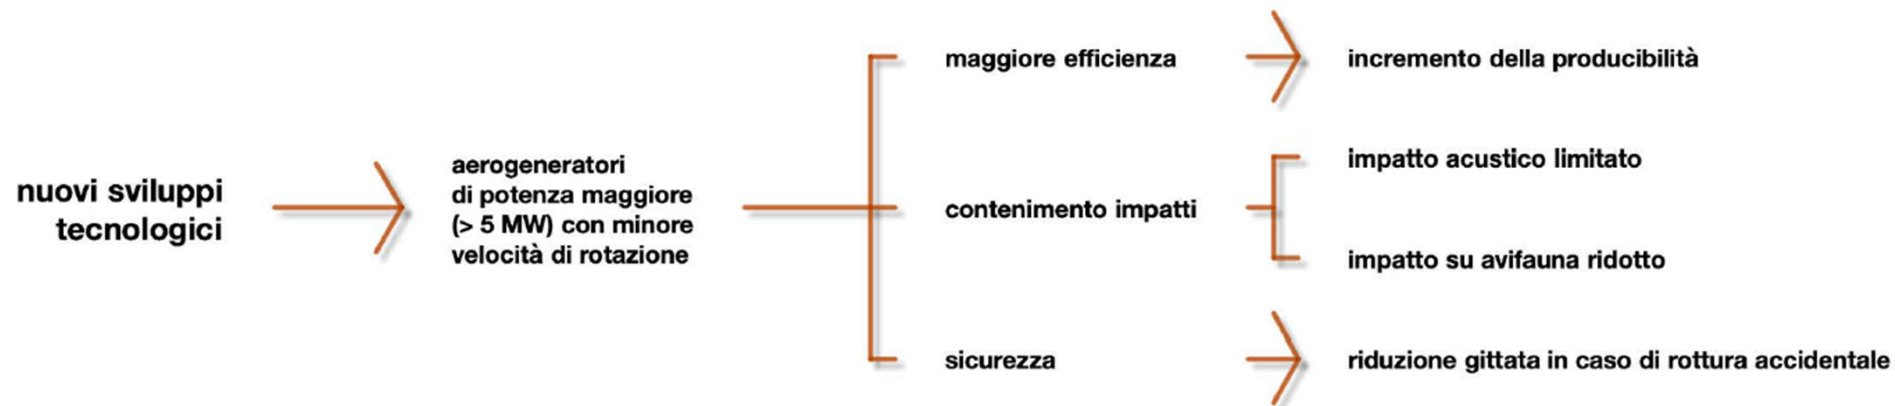 nuovi sviluppi
tecnologici
aerogeneratori
di potenza maggiore
(> 5 MW) con minore
velocità di rotazione
maggiore efficienza
incremento della producibilità
contenimento impatti
impatto acustico limitato
impatto su avifauna ridotto
sicurezza
riduzione gittata in caso di rottura accidentale